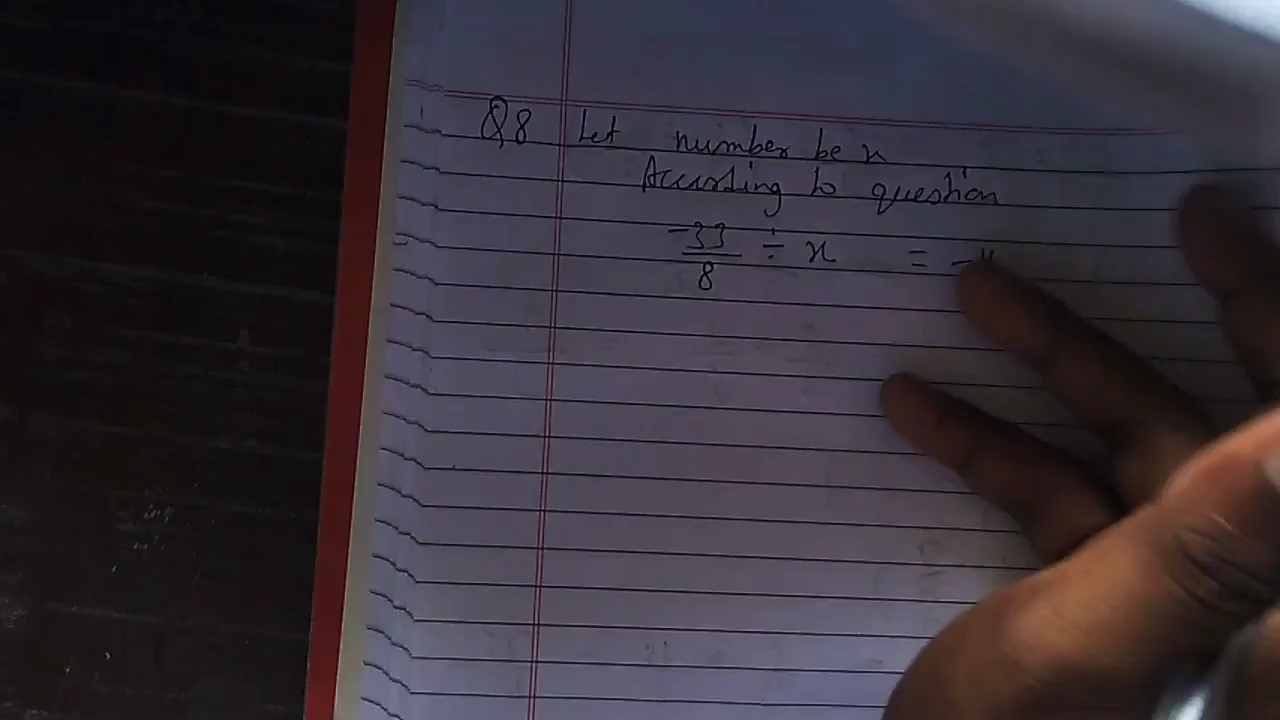 Q8 Let number be x
According to question
-33/8 ÷ x = -